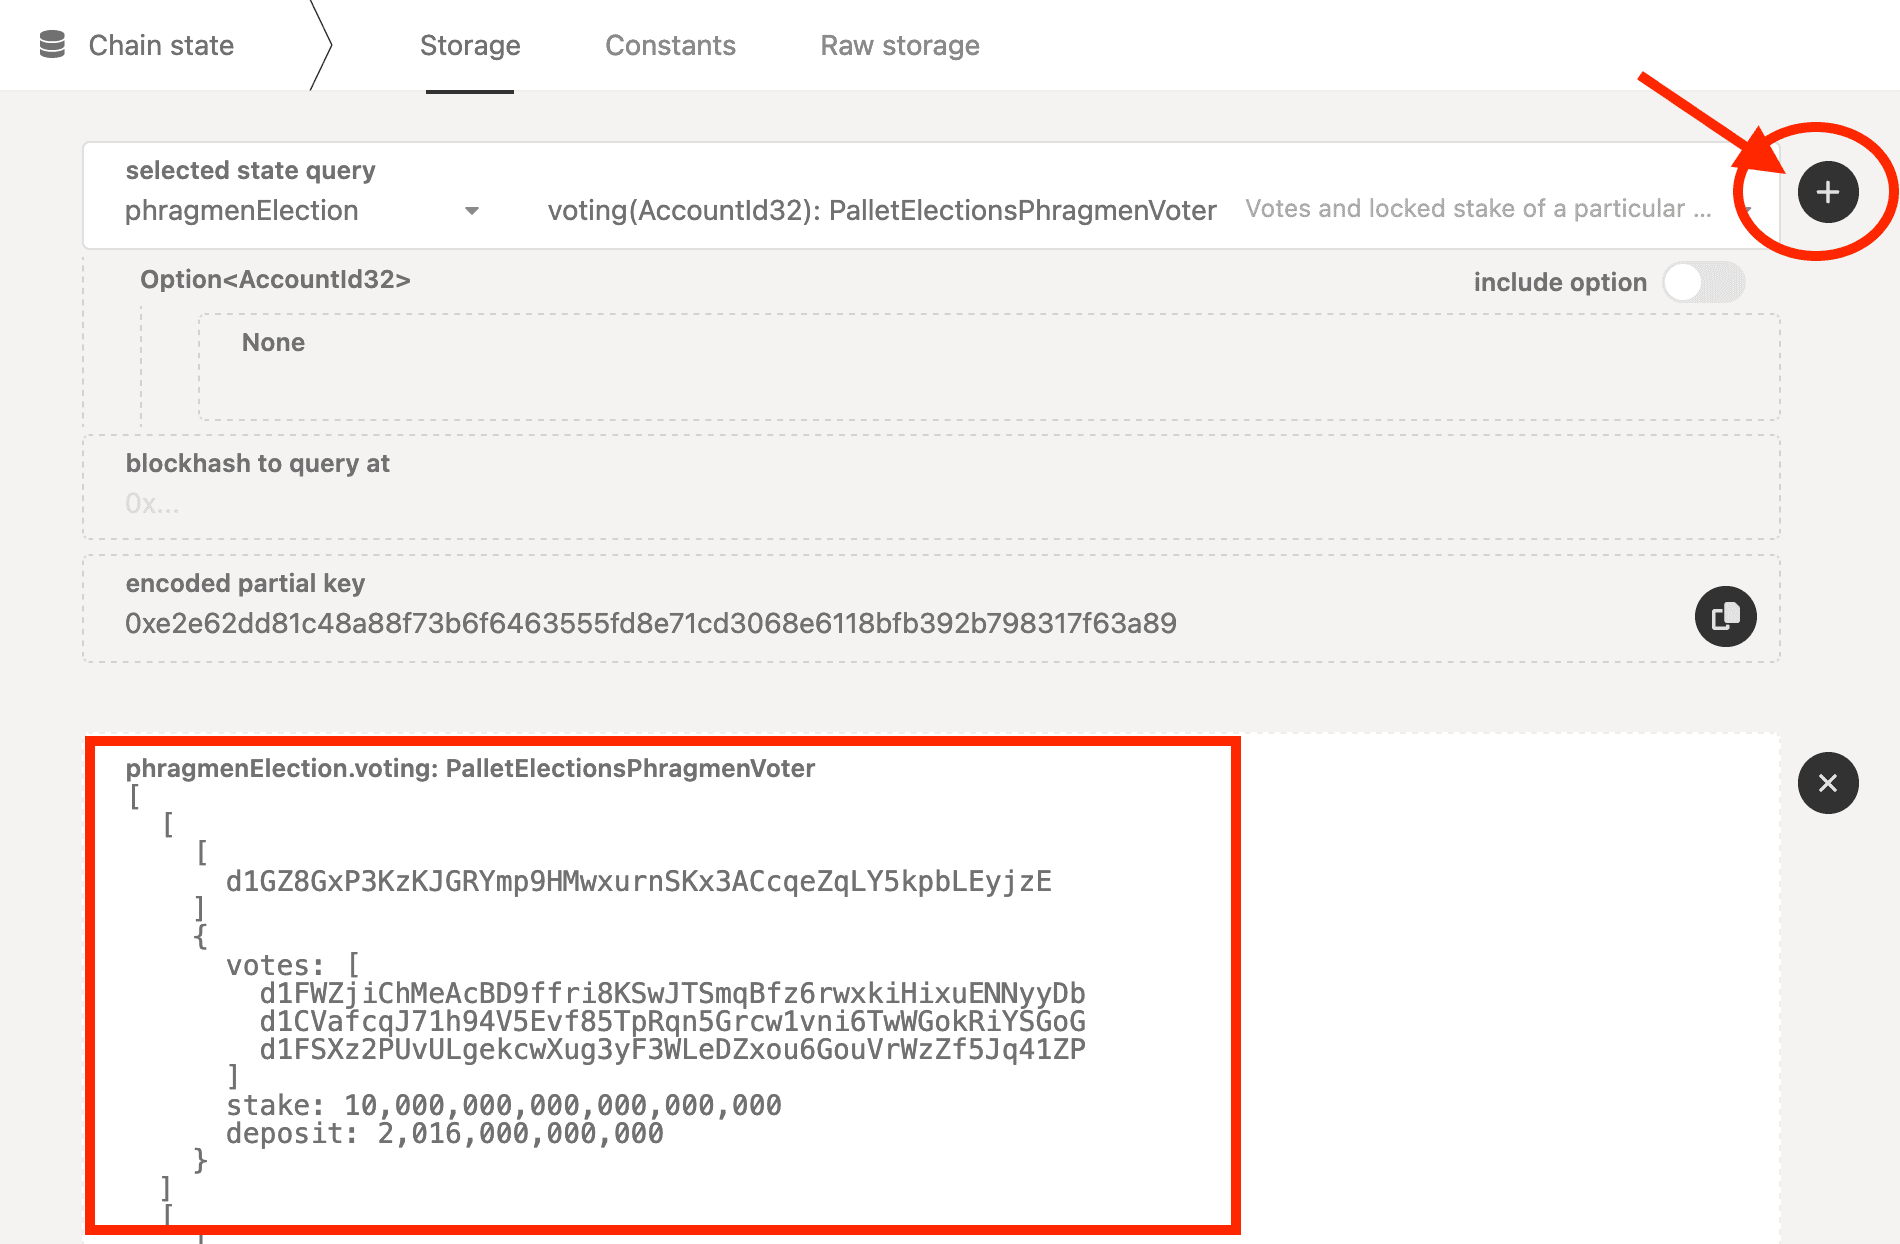 Chain state
Storage
Constants
Raw storage
selected state query
phragmenElection
voting(AccountId32): PalletElectionsPhragmenVoter
Votes and locked stake of a particular ...
Option<AccountId32>
include option
None
blockhash to query at
0x...
encoded partial key
0xe2e62dd81c48a88f73b6f6463555fd8e71cd3068e6118bfb392b798317f63a89
phragmenElection.voting: PalletElectionsPhragmenVoter
[
[
[
d1GZ8GxP3KzKJGRYmp9HMwxurnSKx3ACcqeZqLY5kpbLEyjzE
]
{
votes: [
d1FWZjiChMeAcBD9ffri8KSwJTSmqBfz6rwxkiHixuENNyyDb
d1CVafcqJ71h94V5Evf85TpRqn5Grcw1vni6TwWGokRiYSGoG
d1FSXz2PUvULgekcwXug3yF3WLeDZxou6GouVrWzZf5Jq41ZP
]
stake: 10,000,000,000,000,000,000
deposit: 2,016,000,000,000
}
]
[